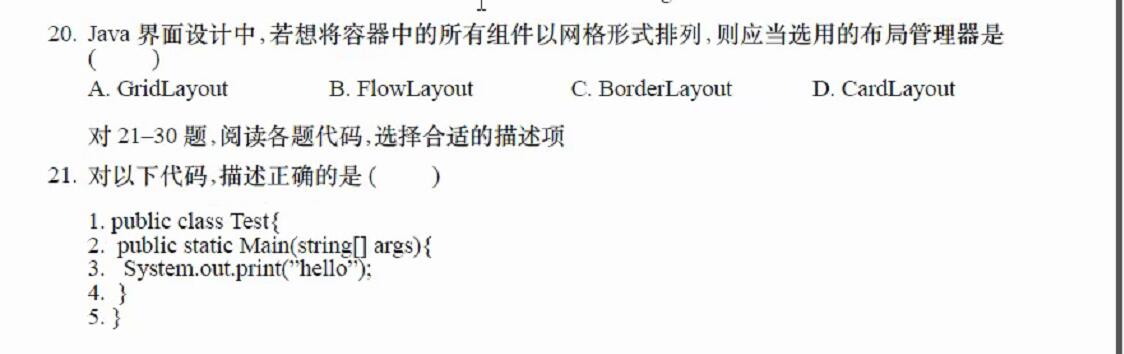 20. Java 界面设计中,若想将容器中的所有组件以网格形式排列,则应当选用的布局管理器是
(    )
A. GridLayout    B. FlowLayout    C. BorderLayout    D. CardLayout
对 21–30 题,阅读各题代码,选择合适的描述项
21. 对以下代码,描述正确的是 (    )
1. public class Test{
2. public static Main(string[] args){
3. System.out.print(”hello”);
4. }
5. }